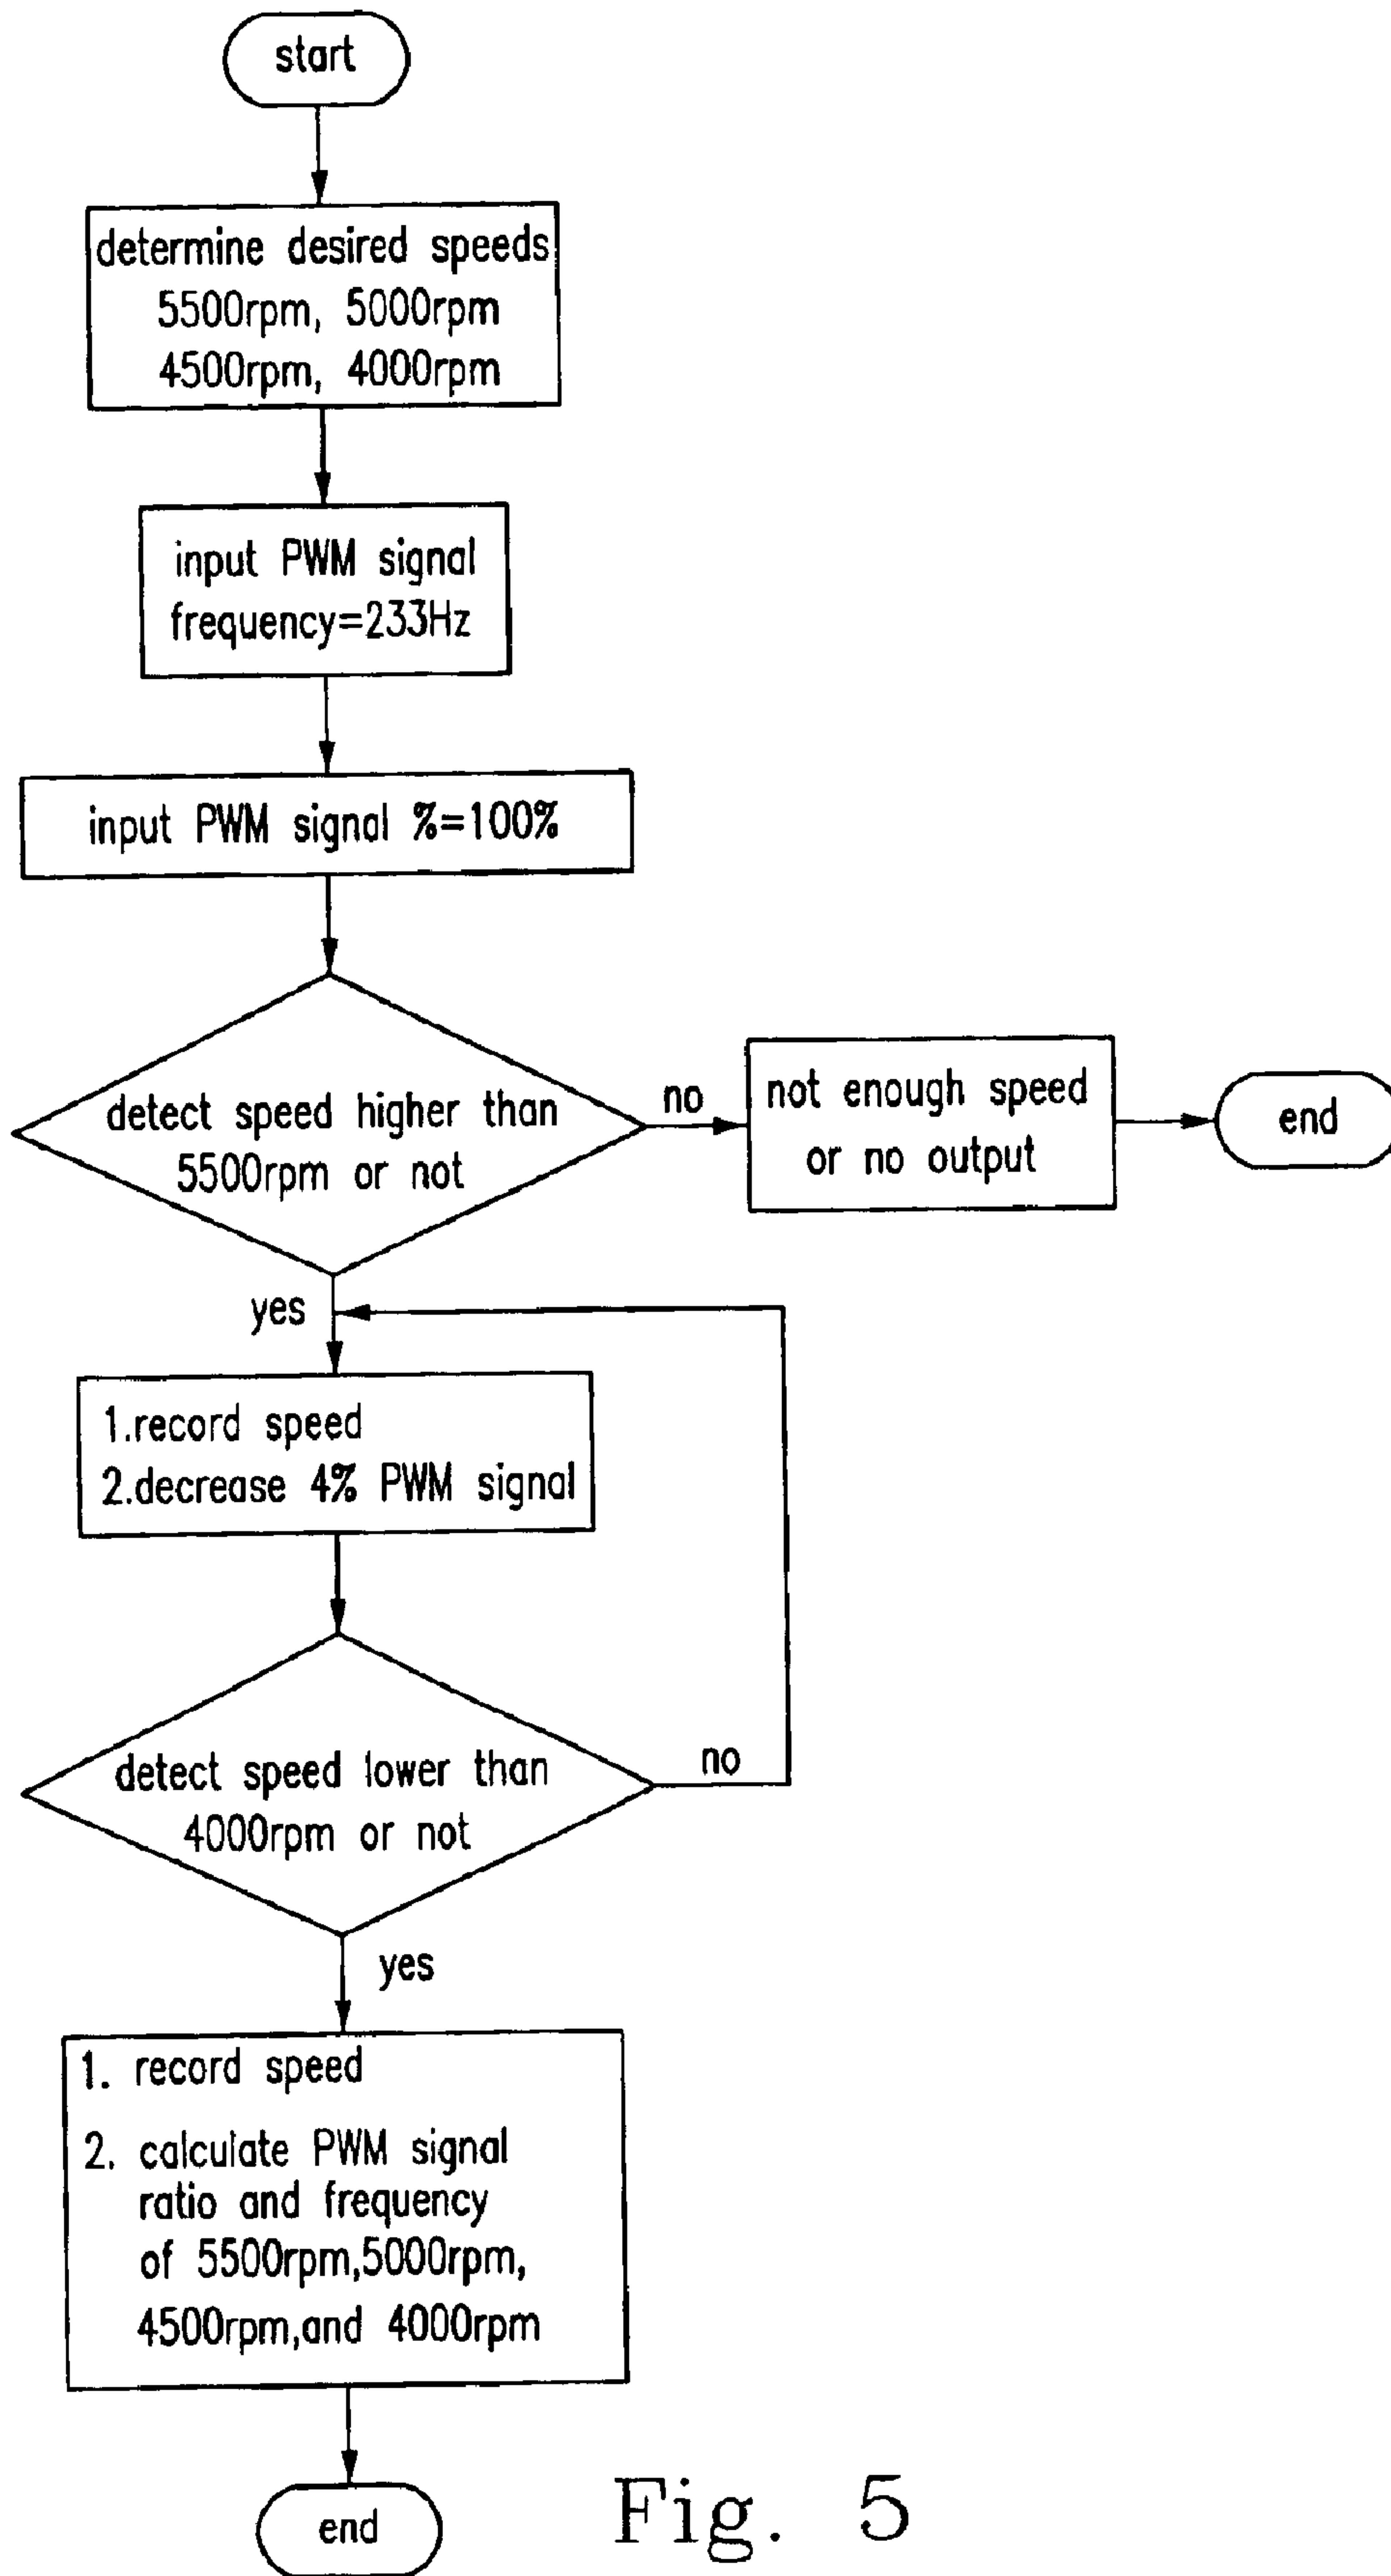 start
determine desired speeds
5500rpm, 5000rpm
4500rpm, 4000rpm
input PWM signal
frequency=233Hz
input PWM signal %=100%
detect speed higher than
5500rpm or not
no
not enough speed
or no output
end
yes
1.record speed
2.decrease 4% PWM signal
detect speed lower than
4000rpm or not
no
yes
1. record speed
2. calculate PWM signal
ratio and frequency
of 5500rpm,5000rpm,
4500rpm,and 4000rpm
end
Fig. 5